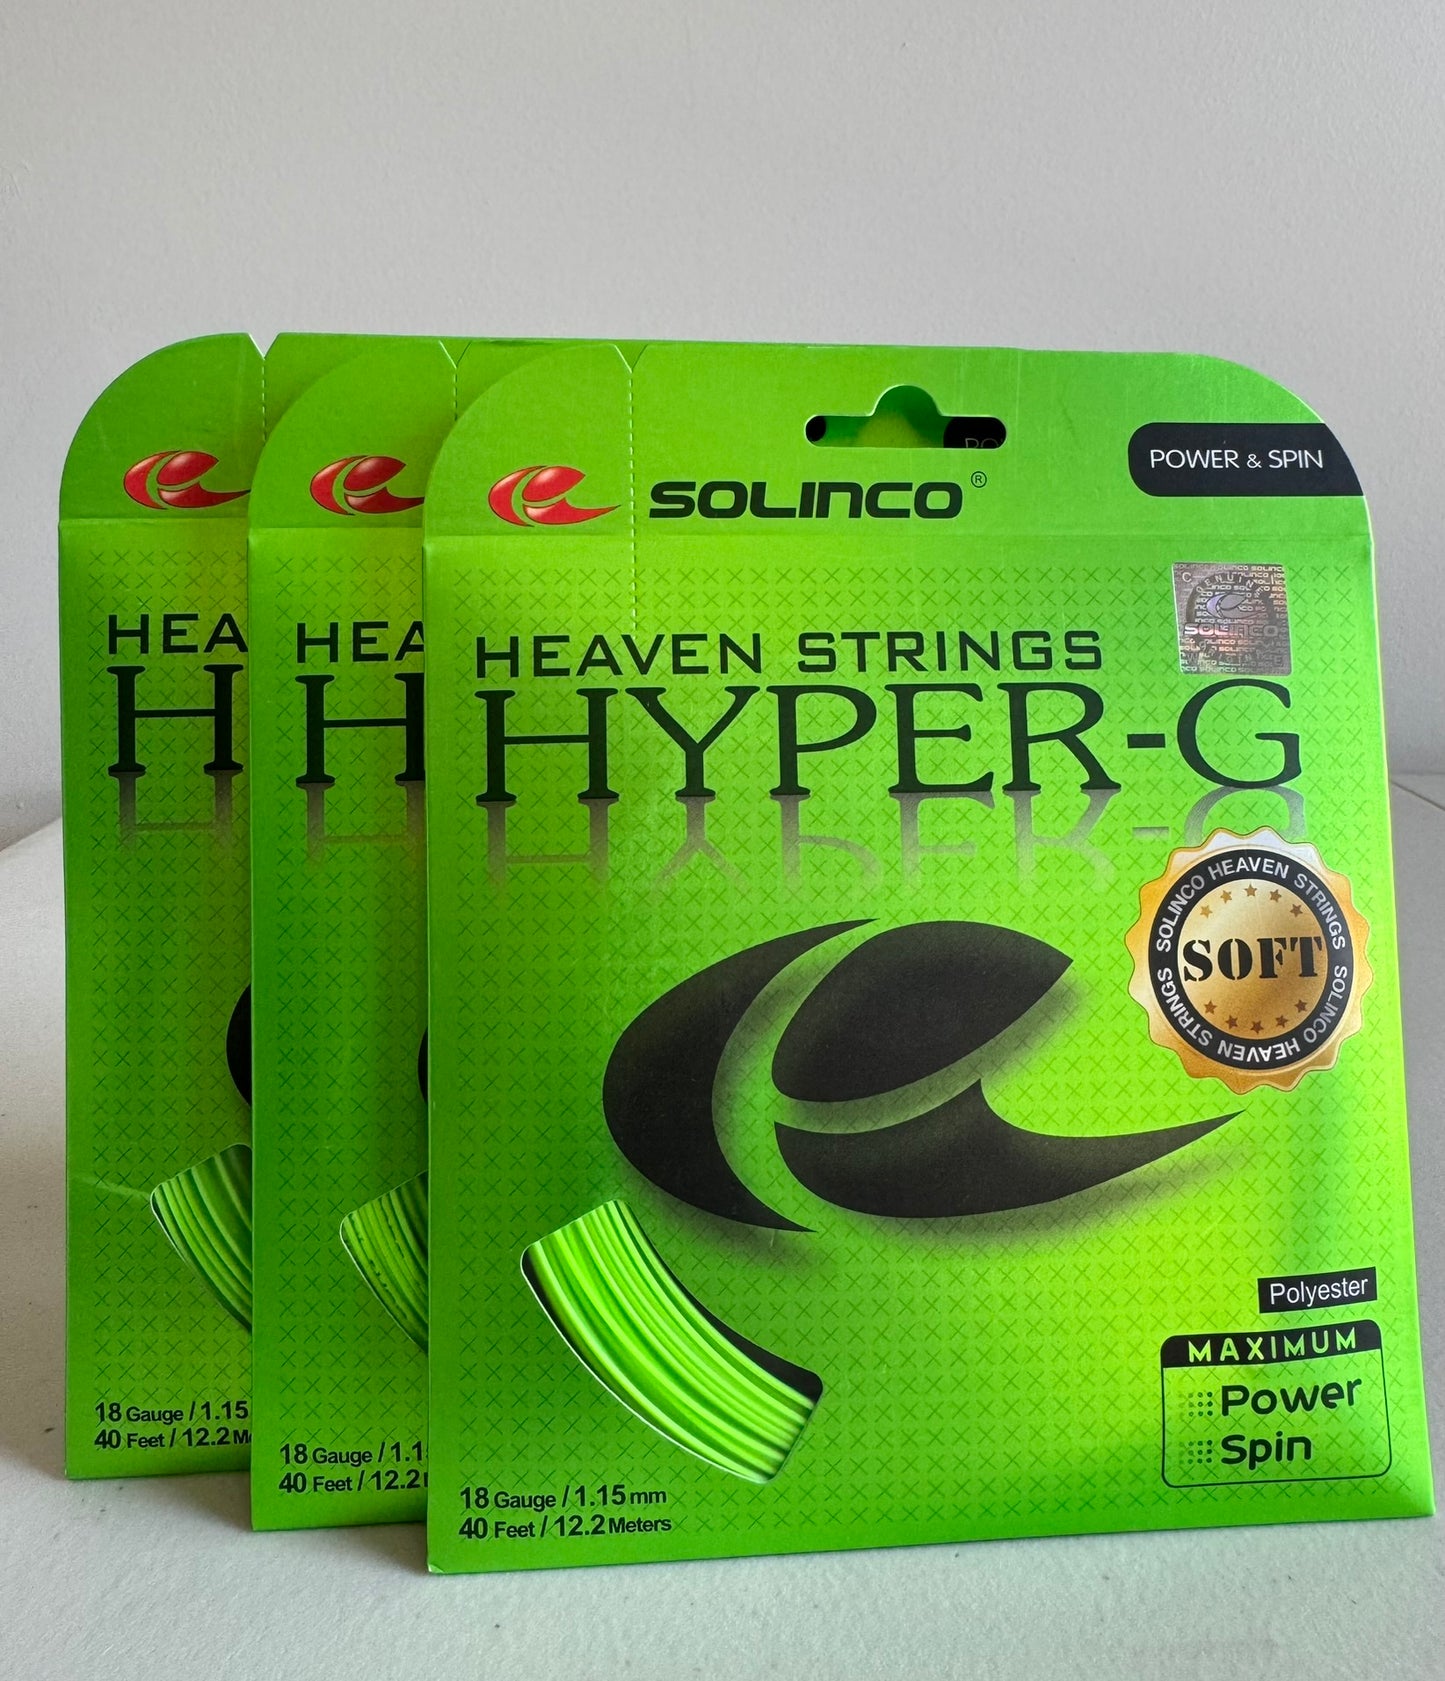 SOLINCO®
POWER & SPIN
GENUINE
SOLINCO
HEAVEN STRINGS
HYPER-G
SOLINCO HEAVEN STRINGS
SOFT
SOLINCO HEAVEN STRINGS
Polyester
MAXIMUM
Power
Spin
18 Gauge / 1.15 mm
40 Feet / 12.2 Meters
HEA
H
18 Gauge / 1.1
40 Feet / 12.2
HEA
H
18 Gauge / 1.15
40 Feet / 12.2 M